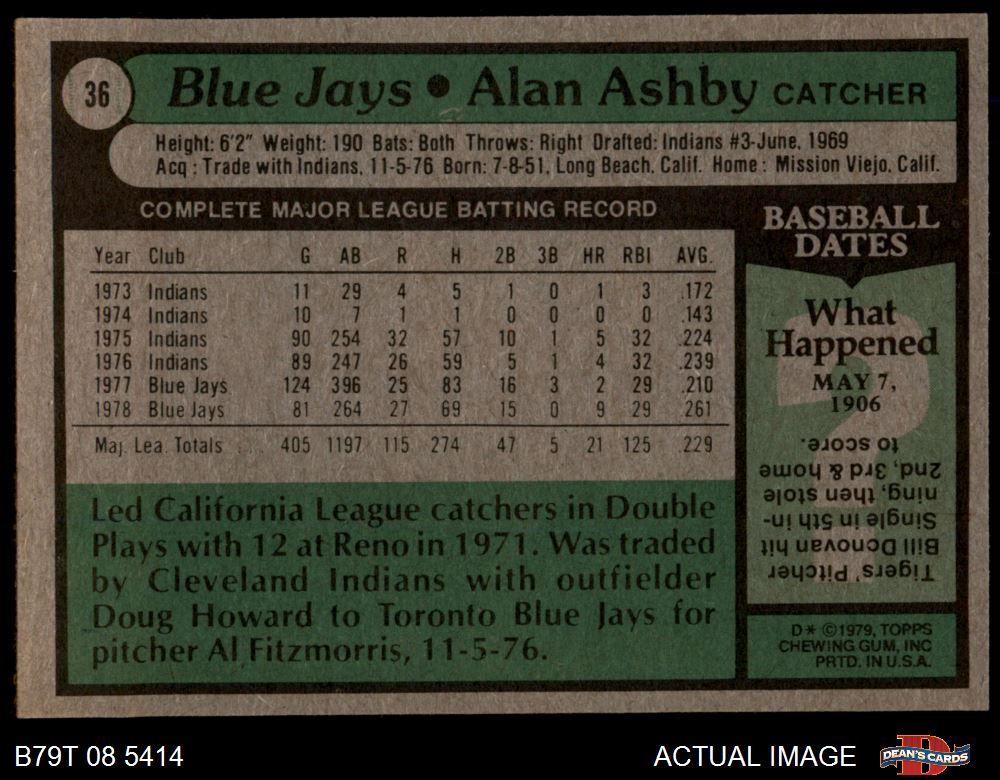 36
Blue Jays • Alan Ashby CATCHER
Height: 6'2" Weight: 190 Bats: Both Throws: Right Drafted: Indians #3-June, 1969
Acq : Trade with Indians, 11-5-76 Born: 7-8-51, Long Beach, Calif. Home : Mission Viejo, Calif.
COMPLETE MAJOR LEAGUE BATTING RECORD
Year Club G AB R H 2B 3B HR RBI AVG.
1973 Indians 11 29 4 5 1 0 1 3 .172
1974 Indians 10 7 1 1 0 0 0 0 .143
1975 Indians 90 254 32 57 10 1 5 32 .224
1976 Indians 89 247 26 59 5 1 4 32 .239
1977 Blue Jays 124 396 25 83 16 3 2 29 .210
1978 Blue Jays 81 264 27 69 15 0 9 29 .261
Maj. Lea. Totals .... 405 1197 115 274 47 5 21 125 .229
Led California League catchers in Double
Plays with 12 at Reno in 1971. Was traded
by Cleveland Indians with outfielder
Doug Howard to Toronto Blue Jays for
pitcher Al Fitzmorris, 11-5-76.
BASEBALL
DATES
2
What
Happened
MAY 7,
1906
Tigers' Pitcher
Bill Donovan hit
Single in 5th in-
ning, then stole
2nd, 3rd & home
to score.
D✻ ©1979, TOPPS
CHEWING GUM, INC
PRTD. IN U.S.A.
B79T 08 5414
ACTUAL IMAGE
D
DEAN'S CARDS